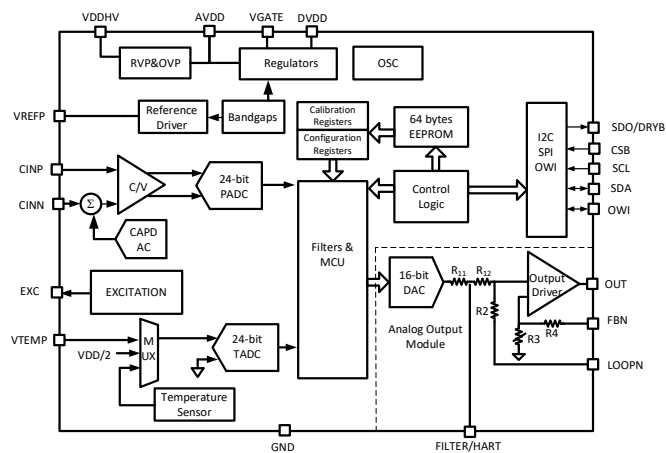 VDDHV
AVDD
VGATE
DVDD
RVP&OVP
Regulators
OSC
VREFP
Reference
Driver
Bandgaps
Calibration
Registers
Configuration
Registers
64 bytes
EEPROM
I2C
SPI
OWI
SDO/DRYB
CSB
SCL
SDA
OWI
CINP
CINN
Σ
C/V
24-bit
PADC
CAPD
AC
Control
Logic
Filters &
MCU
EXC
EXCITATION
16-bit
DAC
R11
R12
Output
Driver
OUT
FBN
R2
R4
R3
Analog Output
Module
LOOPN
VTEMP
VDD/2
M
UX
24-bit
TADC
Temperature
Sensor
GND
FILTER/HART